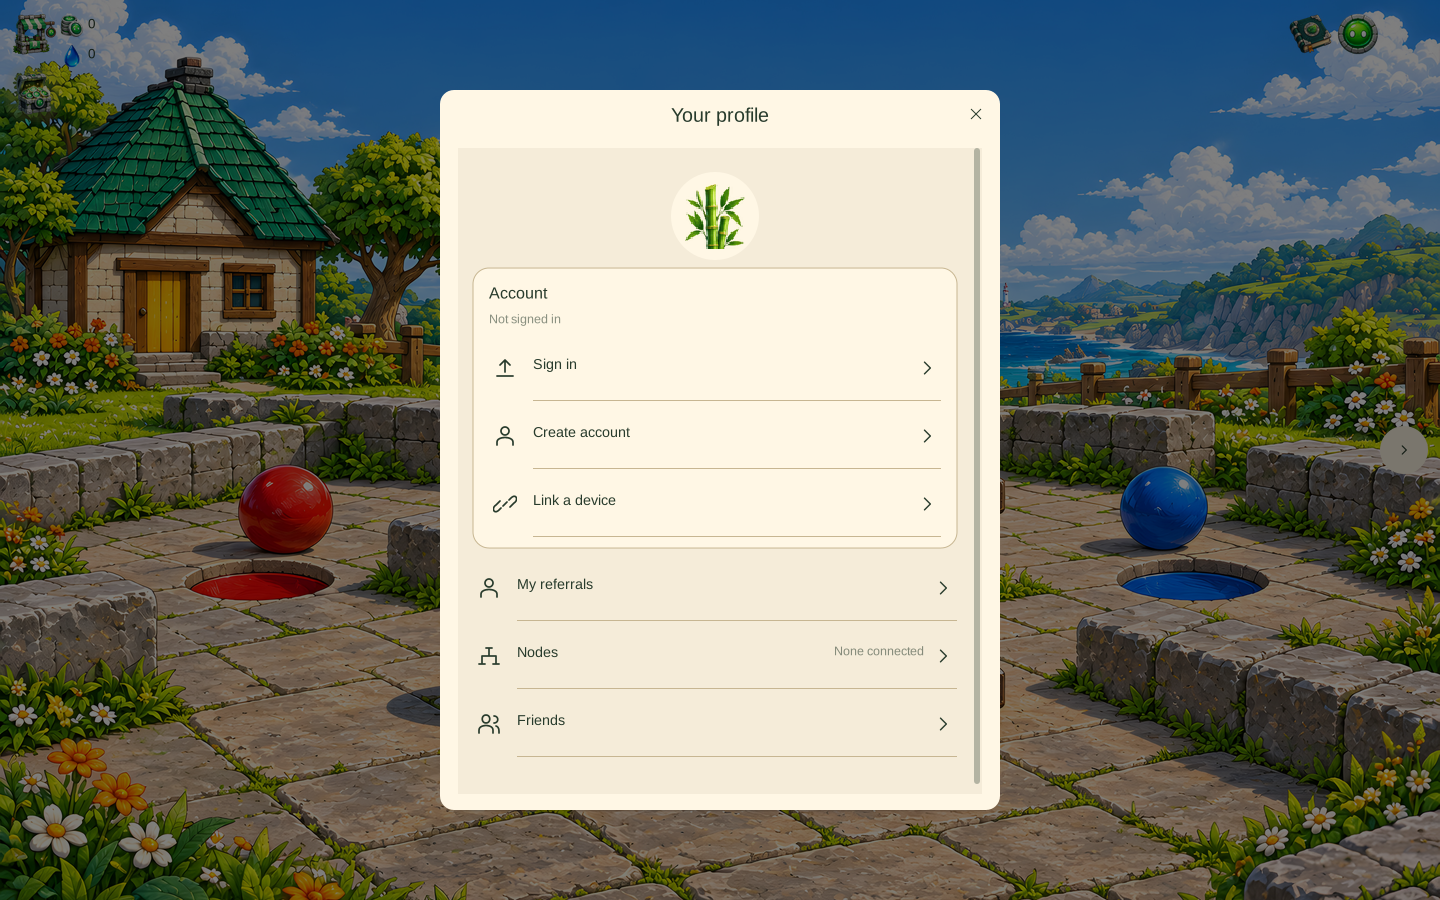 0
0
Your profile
Account
Not signed in
Sign in
Create account
Link a device
My referrals
Nodes
None connected
Friends